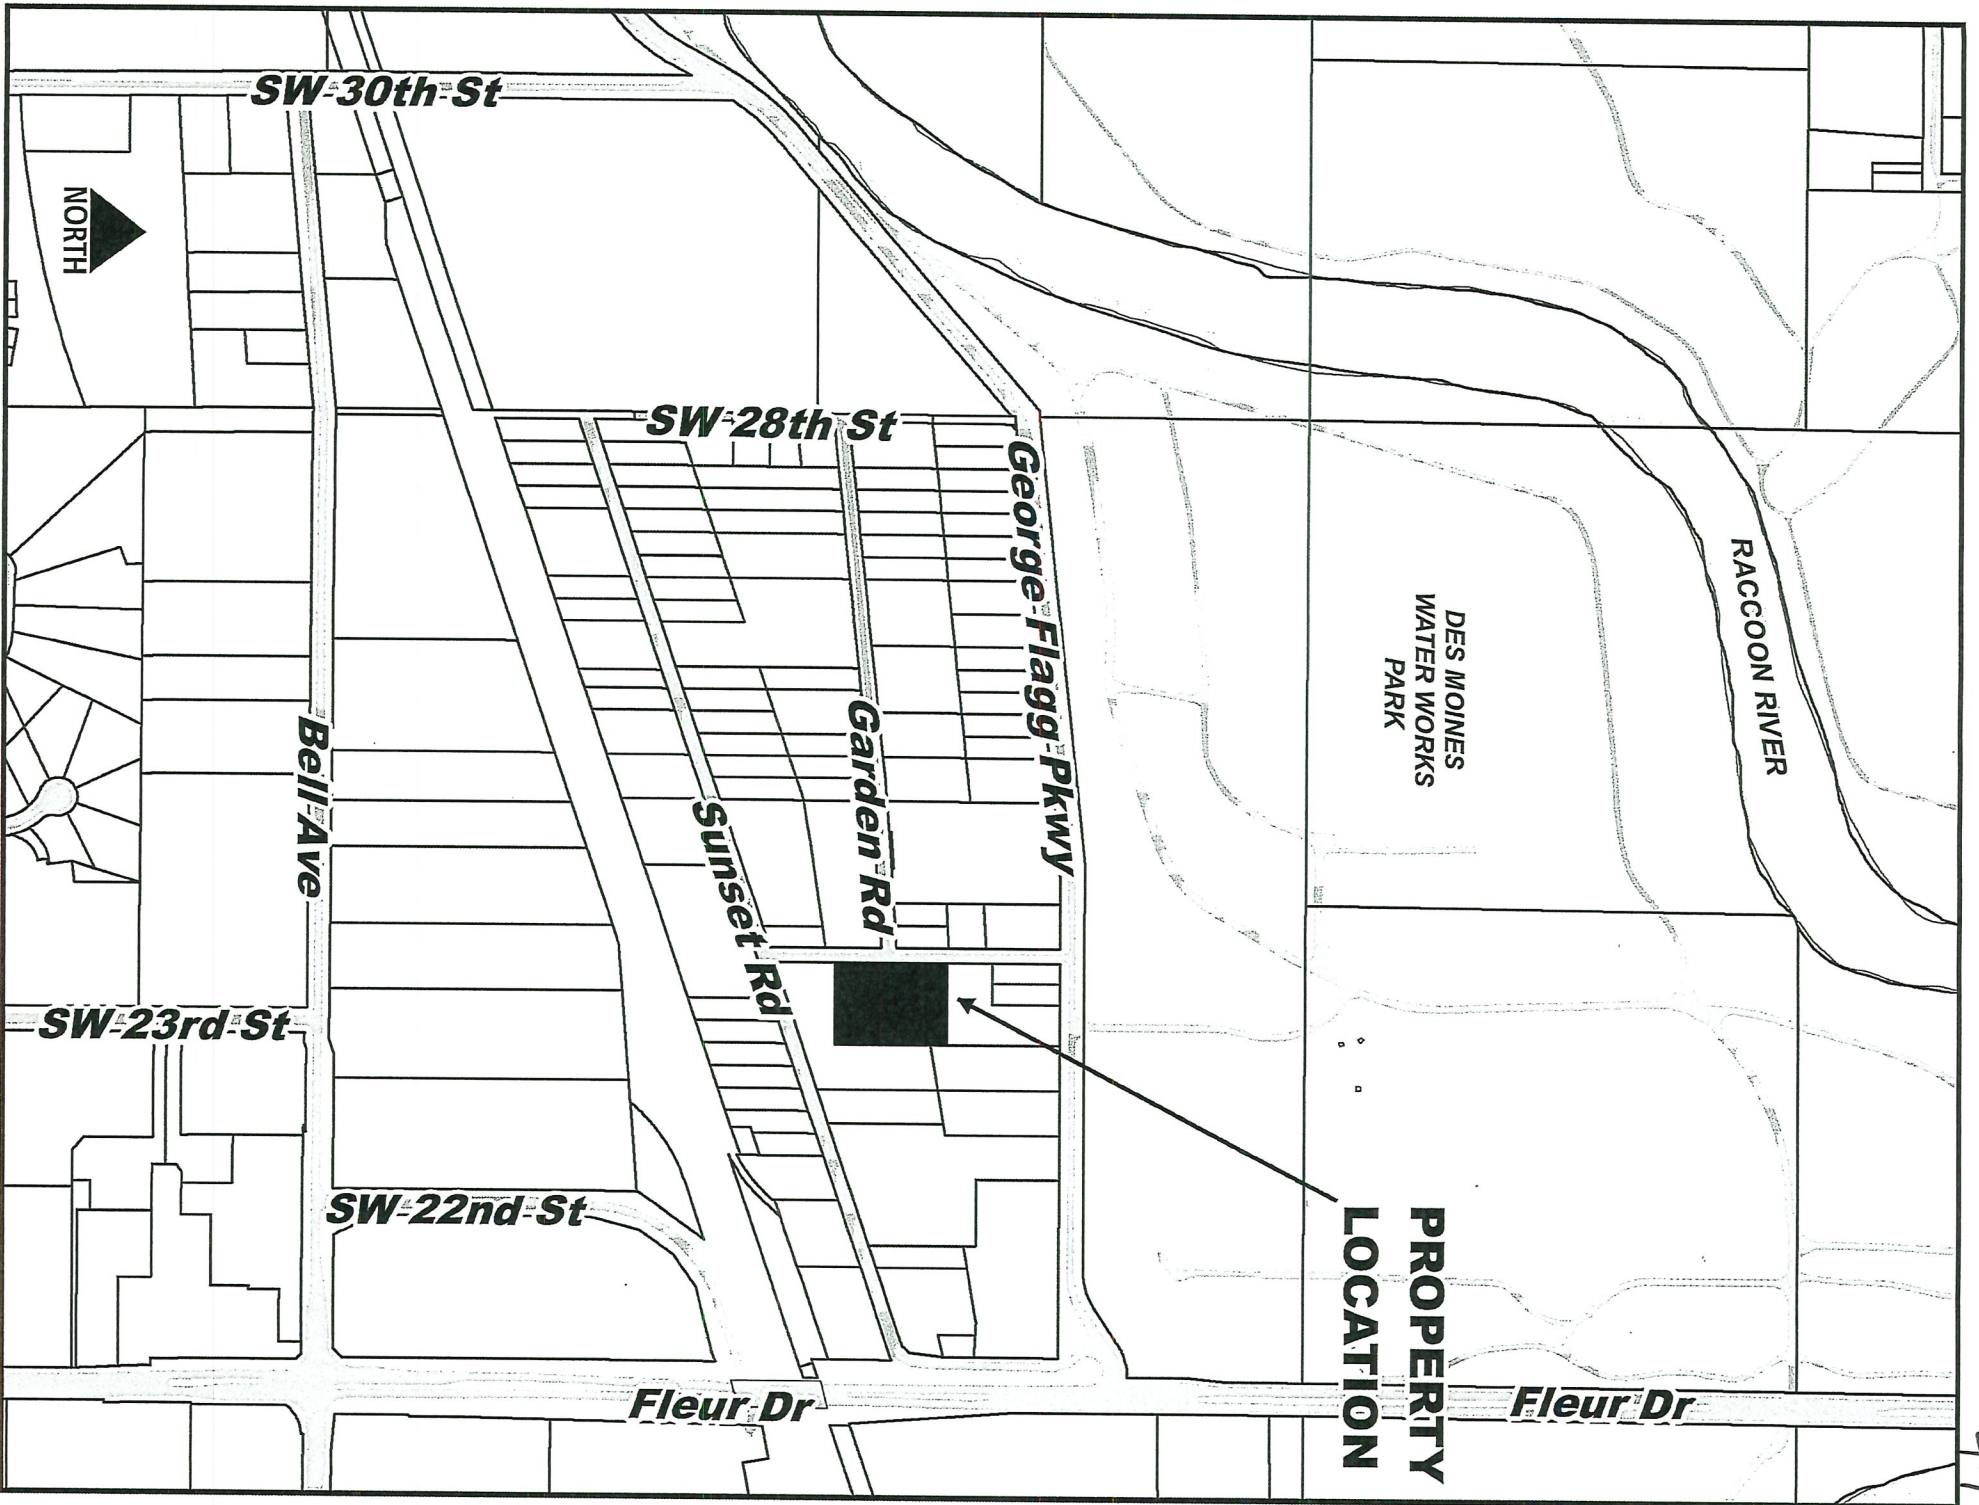 SW 30th St
NORTH
SW 28th St
George Flagg Pkwy
RACCOON RIVER
DES MOINES
WATER WORKS
PARK
Garden Rd
Bell Ave
Sunset Rd
SW 23rd St
SW 22nd St
PROPERTY
LOCATION
Fleur Dr
Fleur Dr